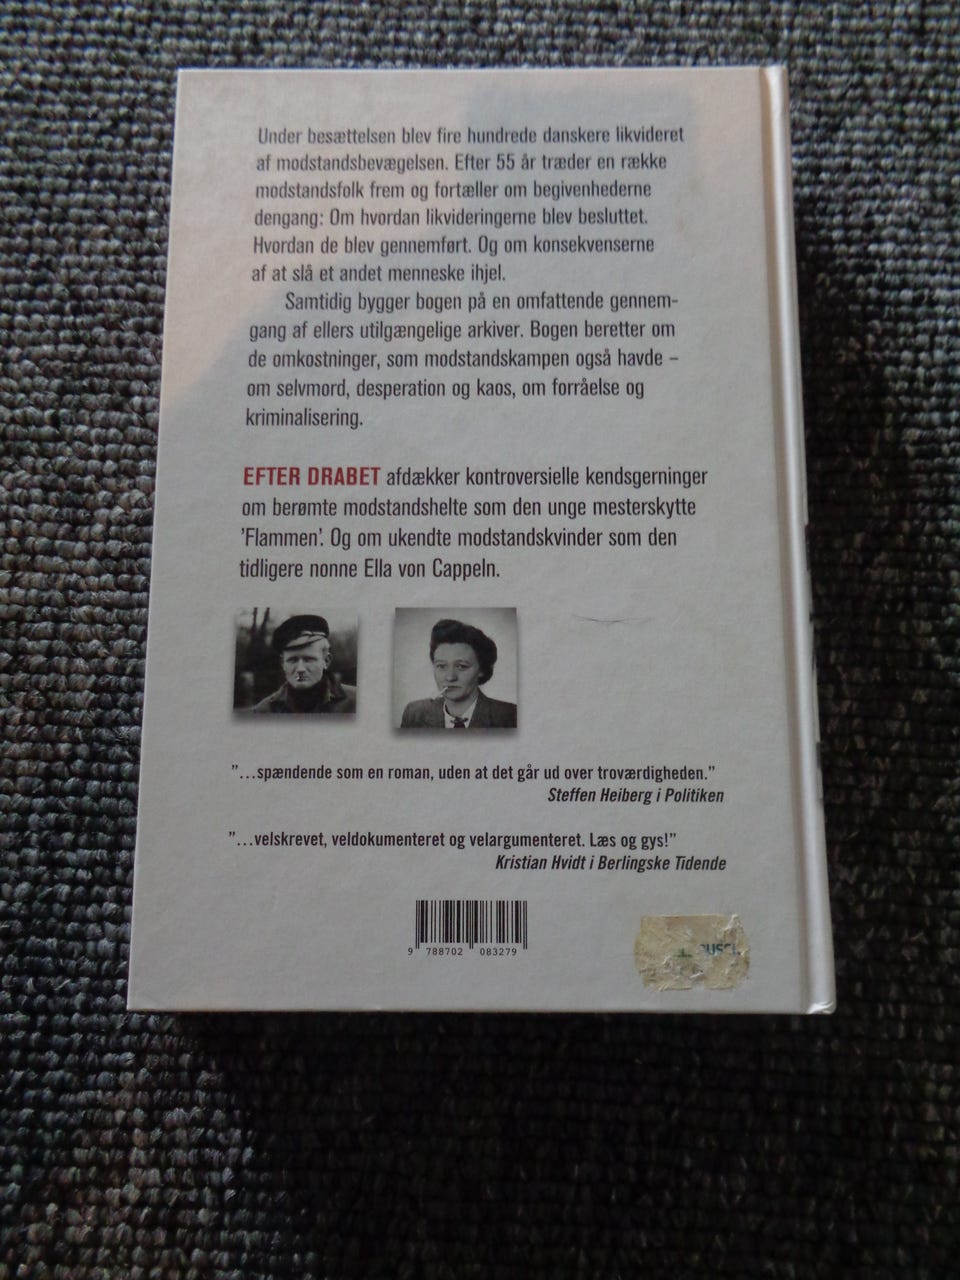 Under besættelsen blev fire hundrede danskere likvideret
af modstandsbevægelsen. Efter 55 år træder en række
modstandsfolk frem og fortæller om begivenhederne
dengang: Om hvordan likvideringerne blev besluttet.
Hvordan de blev gennemført. Og om konsekvenserne
af at slå et andet menneske ihjel.
Samtidig bygger bogen på en omfattende gennem-
gang af ellers utilgængelige arkiver. Bogen beretter om
de omkostninger, som modstandskampen også havde –
om selvmord, desperation og kaos, om forråelse og
kriminalisering.
EFTER DRABET afdækker kontroversielle kendsgerninger
om berømte modstandshelte som den unge mesterskytte
'Flammen'. Og om ukendte modstandskvinder som den
tidligere nonne Ella von Cappeln.
"...spændende som en roman, uden at det går ud over troværdigheden."
Steffen Heiberg i Politiken
"...velskrevet, veldokumenteret og velargumenteret. Læs og gys!"
Kristian Hvidt i Berlingske Tidende
9 788702 083279